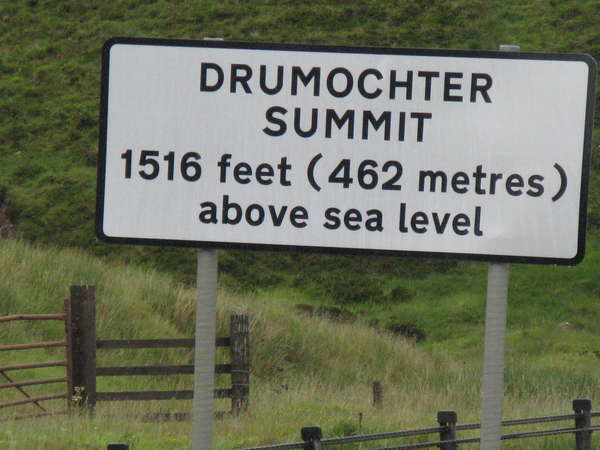 DRUMOCHTER
SUMMIT
1516 feet (462 metres)
above sea level